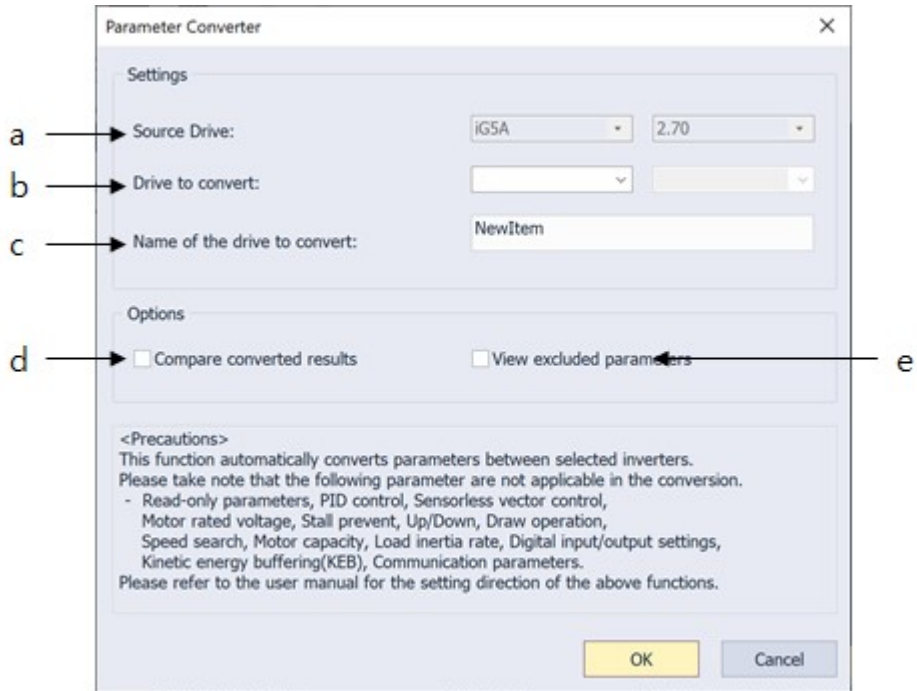 Parameter Converter
Settings
a Source Drive: iG5A 2.70
b Drive to convert:
c Name of the drive to convert: NewItem
Options
d Compare converted results View excluded parameters e
<Precautions>
This function automatically converts parameters between selected inverters.
Please take note that the following parameter are not applicable in the conversion.
- Read-only parameters, PID control, Sensorless vector control,
Motor rated voltage, Stall prevent, Up/Down, Draw operation,
Speed search, Motor capacity, Load inertia rate, Digital input/output settings,
Kinetic energy buffering(KEB), Communication parameters.
Please refer to the user manual for the setting direction of the above functions.
OK Cancel